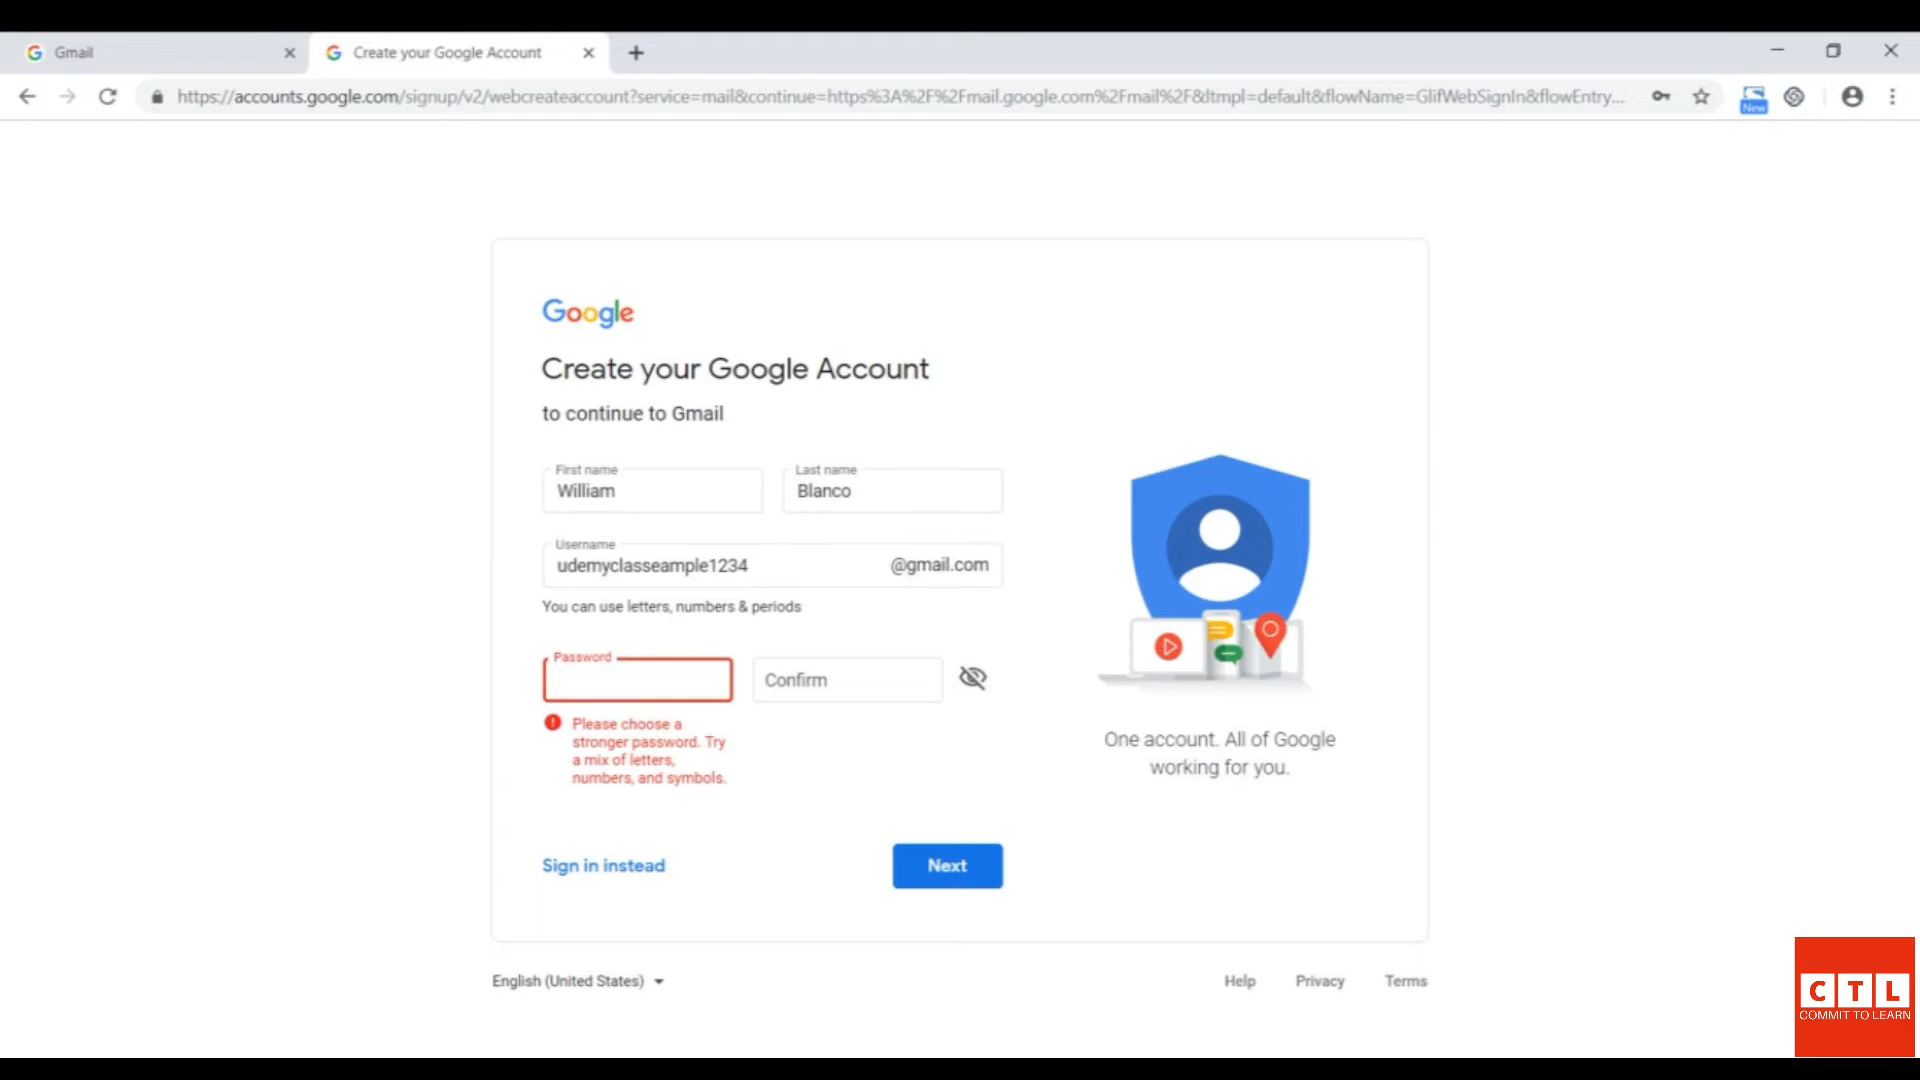 Gmail
Create your Google Account
https://accounts.google.com/signup/v2/webcreateaccount?service=mail&continue=https%3A%2F%2Fmail.google.com%2Fmail%2F&ltmpl=default&flowName=GlifWebSignIn&flowEntry...
New
Google
Create your Google Account
to continue to Gmail
First name
William
Last name
Blanco
Username
udemyclasseample1234
@gmail.com
You can use letters, numbers & periods
Password
Confirm
Please choose a
stronger password. Try
a mix of letters,
numbers, and symbols.
One account. All of Google
working for you.
Sign in instead
Next
English (United States)
Help
Privacy
Terms
CTL
COMMIT TO LEARN